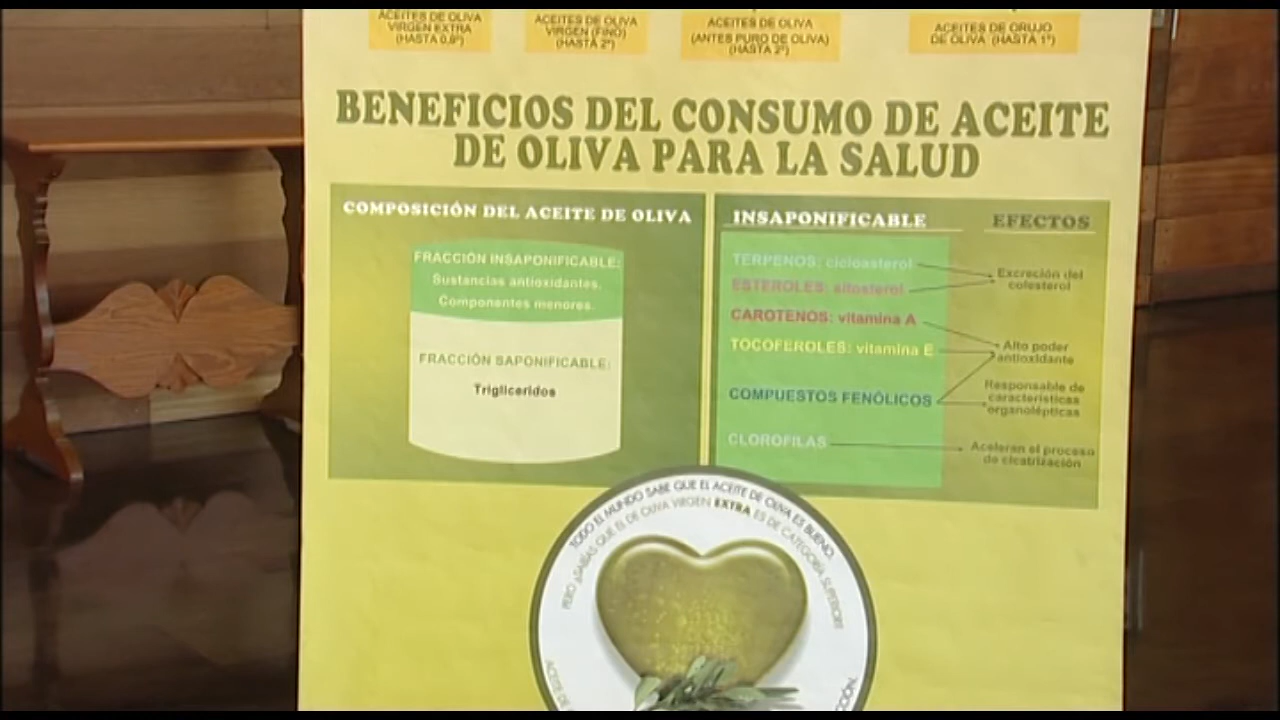 ACEITES DE OLIVA
VIRGEN EXTRA
(HASTA 0,8º)
ACEITES DE OLIVA
VIRGEN (FINO)
(HASTA 2º)
ACEITES DE OLIVA
(ANTES PURO DE OLIVA)
(HASTA 2º)
ACEITES DE ORUJO
DE OLIVA (HASTA 1º)
BENEFICIOS DEL CONSUMO DE ACEITE
DE OLIVA PARA LA SALUD
COMPOSICIÓN DEL ACEITE DE OLIVA
FRACCIÓN INSAPONIFICABLE:
Sustancias antioxidantes.
Componentes menores.
FRACCIÓN SAPONIFICABLE:
Trigliceridos
INSAPONIFICABLE
EFECTOS
TERPENOS: cicloasterol
ESTEROLES: sitosterol
CAROTENOS: vitamina A
TOCOFEROLES: vitamina E
COMPUESTOS FENÓLICOS
CLOROFILAS
Excreción del
colesterol
Alto poder
antioxidante
Responsable de
características
organolépticas
Aceleran el proceso
de cicatrización
TODO EL MUNDO SABE QUE EL ACEITE DE OLIVA ES BUENO,
PERO ¿SABÍAS QUE EL DE OLIVA VIRGEN EXTRA ES DE CATEGORÍA SUPERIOR?
ACEITE DE